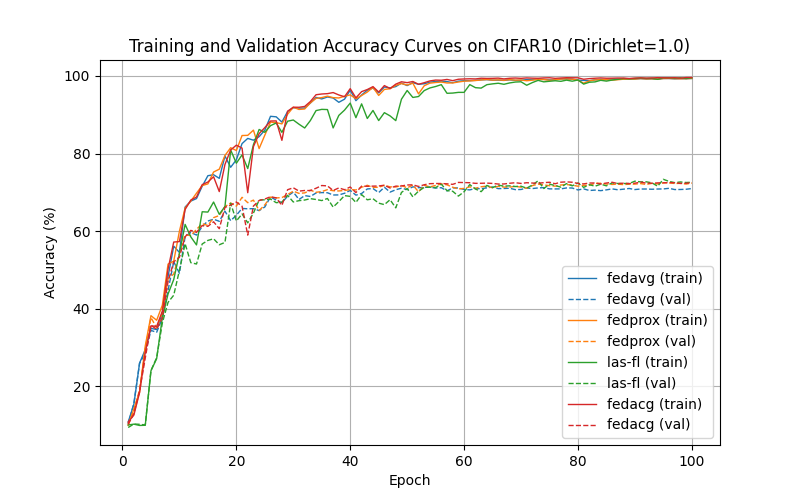 Training and Validation Accuracy Curves on CIFAR10 (Dirichlet=1.0)
Accuracy (%)
100
80
60
40
20
0 20 40 60 80 100
Epoch
fedavg (train)
fedavg (val)
fedprox (train)
fedprox (val)
las-fl (train)
las-fl (val)
fedacg (train)
fedacg (val)